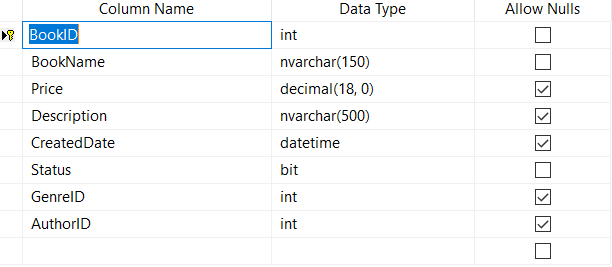 Column Name Data Type Allow Nulls
BookID int
BookName nvarchar(150)
Price decimal(18, 0)
Description nvarchar(500)
CreatedDate datetime
Status bit
GenreID int
AuthorID int